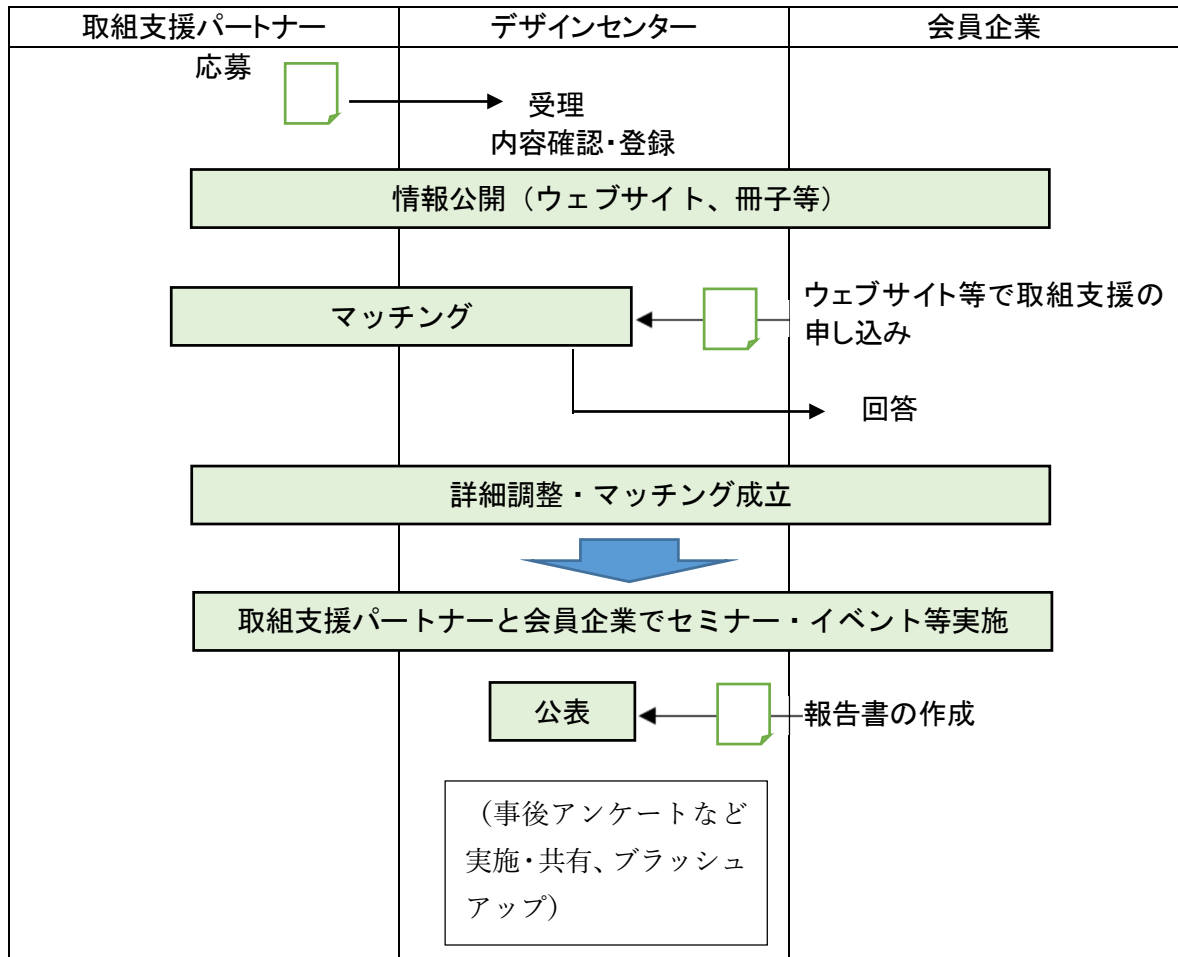 取組支援パートナー
デザインセンター
会員企業
応募
受理
内容確認・登録
情報公開（ウェブサイト、冊子等）
マッチング
ウェブサイト等で取組支援の
申し込み
回答
詳細調整・マッチング成立
取組支援パートナーと会員企業でセミナー・イベント等実施
公表
報告書の作成
（事後アンケートなど
実施・共有、ブラッシュ
アップ）